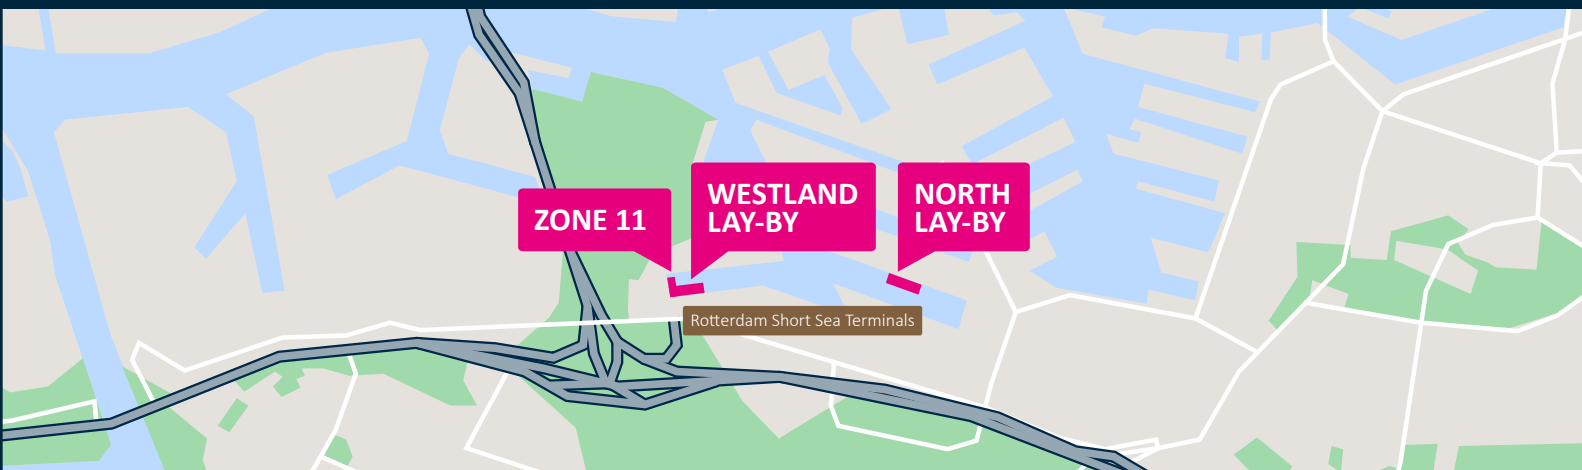 ZONE 11
WESTLAND
LAY-BY
NORTH
LAY-BY
Rotterdam Short Sea Terminals